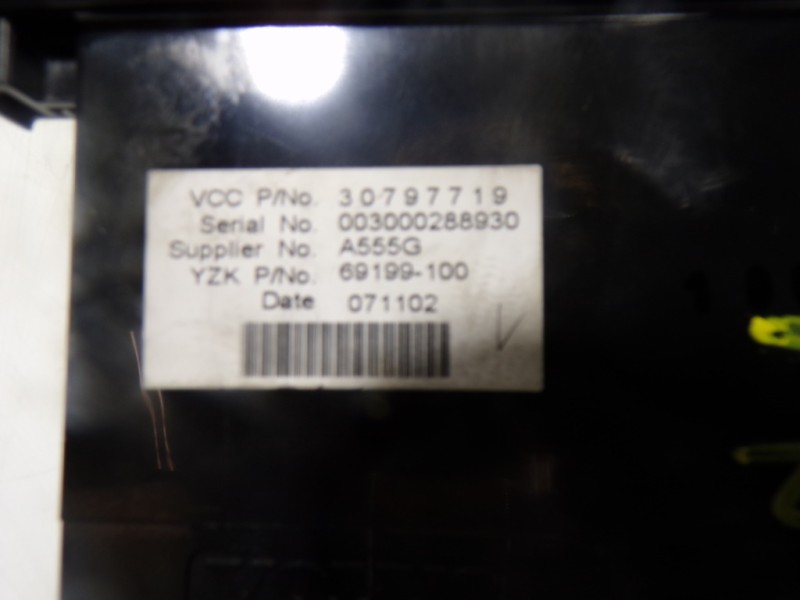 VCC P/No. 30797719
Serial No. 003000288930
Supplier No. A555G
YZK P/No. 69199-100
Date 071102